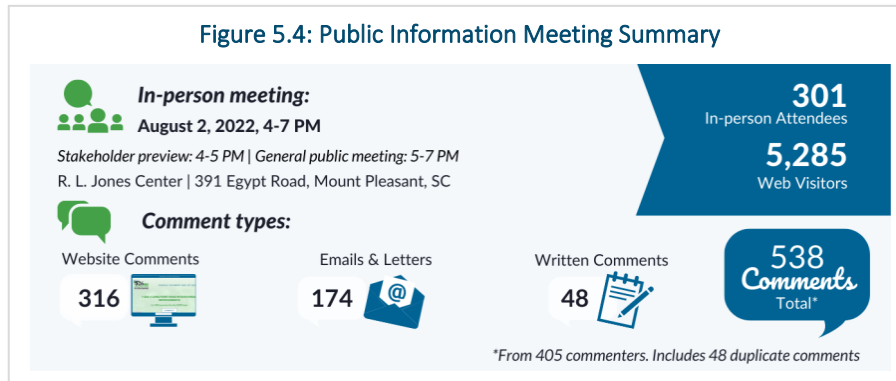 Figure 5.4: Public Information Meeting Summary
In-person meeting:
August 2, 2022, 4-7 PM
Stakeholder preview: 4-5 PM | General public meeting: 5-7 PM
R. L. Jones Center | 391 Egypt Road, Mount Pleasant, SC
301
In-person Attendees
5,285
Web Visitors
Comment types:
Website Comments
316
Emails & Letters
174
@
Written Comments
48
538
Comments
Total*
*From 405 commenters. Includes 48 duplicate comments